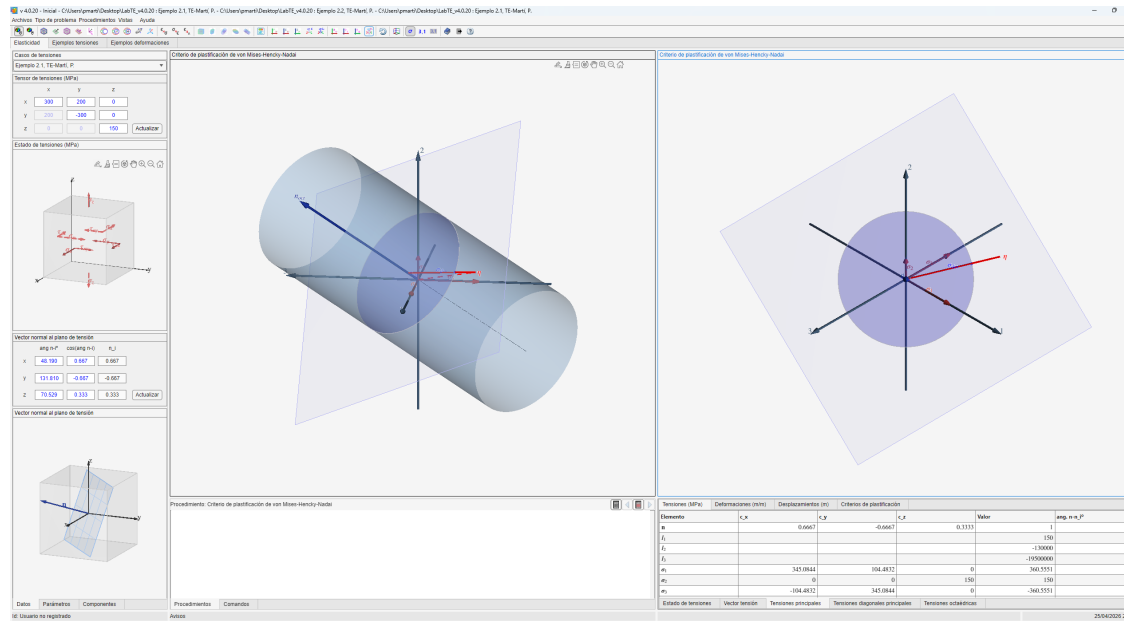 v 4.0.20 - Inicial - C:\Users\pmarti\Desktop\LabTE_v4.0.20 : Ejemplo 2.1, TE-Martí, P. - C:\Users\pmarti\Desktop\LabTE_v4.0.20 : Ejemplo 2.2, TE-Martí, P. - C:\Users\pmarti\Desktop\LabTE_v4.0.20 : Ejemplo 2.1, TE-Martí, P.
Archivos Tipo de problema Procedimientos Vistas Ayuda
Elasticidad Ejemplos tensiones Ejemplos deformaciones
Casos de tensiones
Ejemplo 2.1, TE-Martí, P.
Tensor de tensiones (MPa)
x y z
x 300 200 0
y 200 -300 0
z 0 0 150 Actualizar
Estado de tensiones (MPa)
z
x
y
Vector normal al plano de tensión
ang n-i° cos(ang n-i) n_i
x 48.190 0.667 0.667
y 131.810 -0.667 -0.667
z 70.529 0.333 0.333 Actualizar
Vector normal al plano de tensión
z
n
x
y
Datos Parámetros Componentes
Id: Usuario no registrado
Criterio de plastificación de von Mises-Hencky-Nadai
2
Procedimiento: Criterio de plastificación de von Mises-Hencky-Nadai
Procedimientos Comandos
Avisos
Criterio de plastificación de von Mises-Hencky-Nadai
2
η
3
1
Tensiones (MPa) Deformaciones (m/m) Desplazamientos (m) Criterios de plastificación
Elemento c_x c_y c_z Valor ang. n-n_i°
n 0.6667 -0.6667 0.3333 1
I₁ 150
I₂ -130000
I₃ -19500000
σ₁ 345.0844 104.4832 0 360.5551
σ₂ 0 0 150 150
σ₃ -104.4832 345.0844 0 -360.5551
Estado de tensiones Vector tensión Tensiones principales Tensiones diagonales principales Tensiones octaédricas
25/04/2026